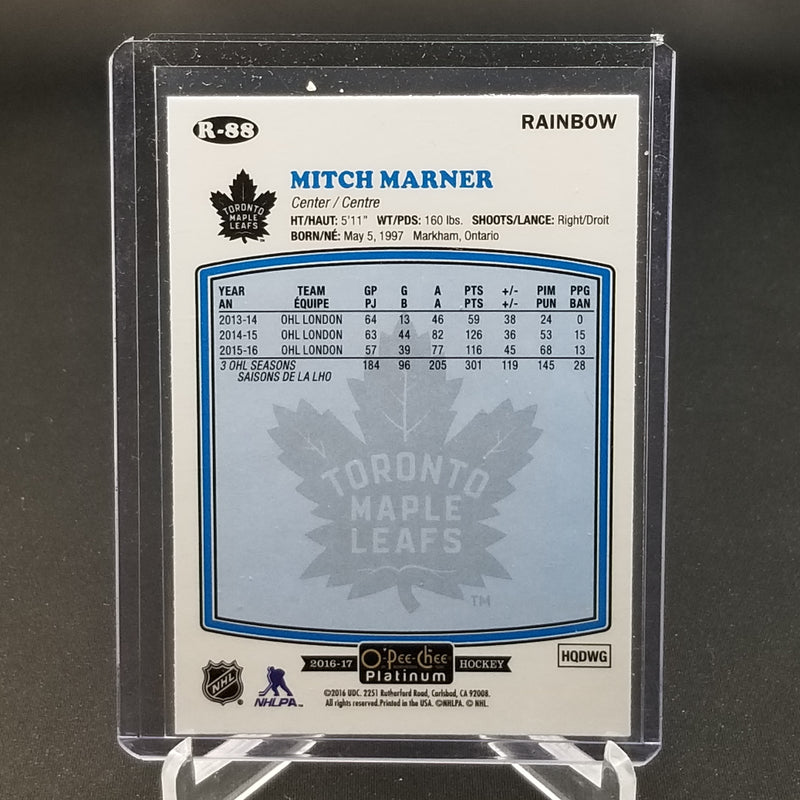 R-88
RAINBOW
MITCH MARNER
TORONTO
MAPLE
LEAFS
Center / Centre
HT/HAUT: 5'11" WT/PDS: 160 lbs. SHOOTS/LANCE: Right/Droit
BORN/NÉ: May 5, 1997 Markham, Ontario
YEAR TEAM GP G A PTS +/- PIM PPG
AN ÉQUIPE PJ B A PTS +/- PUN BAN
2013-14 OHL LONDON 64 13 46 59 38 24 0
2014-15 OHL LONDON 63 44 82 126 36 53 15
2015-16 OHL LONDON 57 39 77 116 45 68 13
3 OHL SEASONS 184 96 205 301 119 145 28
SAISONS DE LA LHO
TORONTO
MAPLE
LEAFS
TM
2016-17 O-Pee-Chee HOCKEY
Platinum
HQDWG
NHL
NHLPA
©2016 UDC. 2251 Rutherford Road, Carlsbad, CA 92008.
All rights reserved. Printed in the USA. ©NHLPA. © NHL.